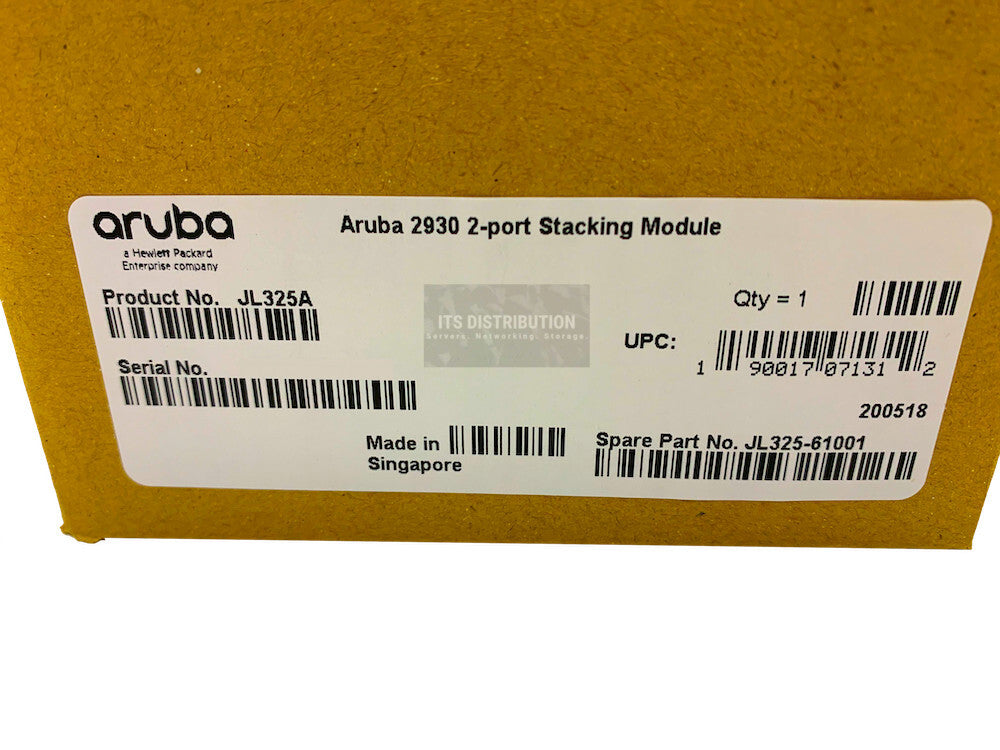 aruba
a Hewlett Packard
Enterprise company
Aruba 2930 2-port Stacking Module
Product No. JL325A
Qty = 1
ITS DISTRIBUTION
Servers. Networking. Storage.
UPC:
1 90017 07131 2
Serial No.
200518
Made in
Singapore
Spare Part No. JL325-61001